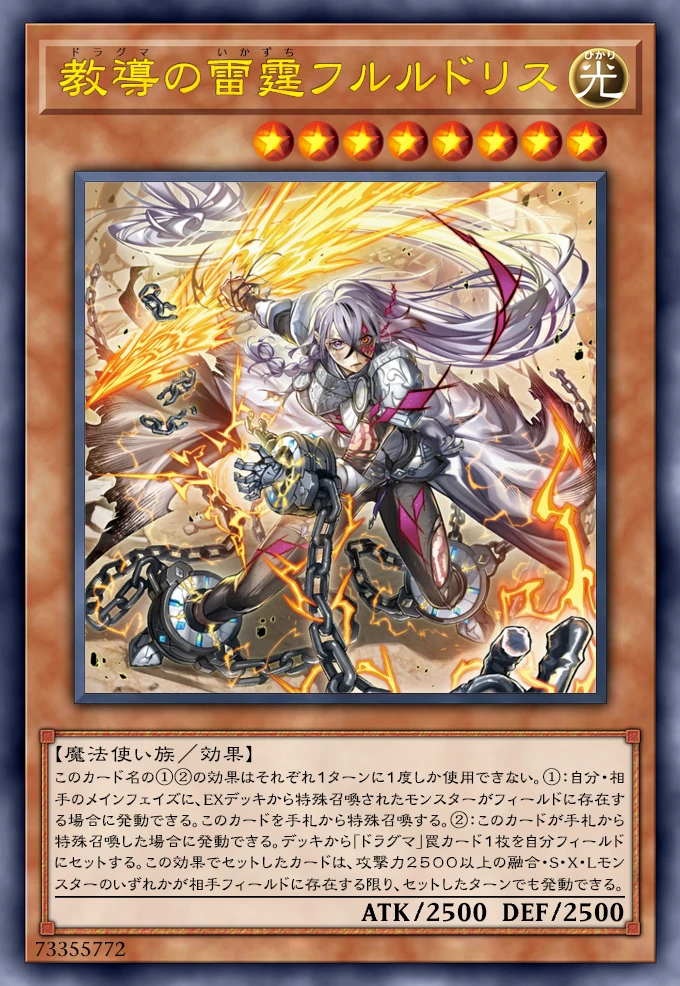 ドラグマ いかずち
教導の雷霆フルルドリス
ひかり
光
【魔法使い族／効果】
このカード名の①②の効果はそれぞれ1ターンに1度しか使用できない。①：自分・相
手のメインフェイズに、EXデッキから特殊召喚されたモンスターがフィールドに存在す
る場合に発動できる。このカードを手札から特殊召喚する。②：このカードが手札から
特殊召喚した場合に発動できる。デッキから「ドラグマ」罠カード1枚を自分フィールド
にセットする。この効果でセットしたカードは、攻撃力2500以上の融合・S・X・Lモン
スターのいずれかが相手フィールドに存在する限り、セットしたターンでも発動できる。
ATK/2500 DEF/2500
73355772